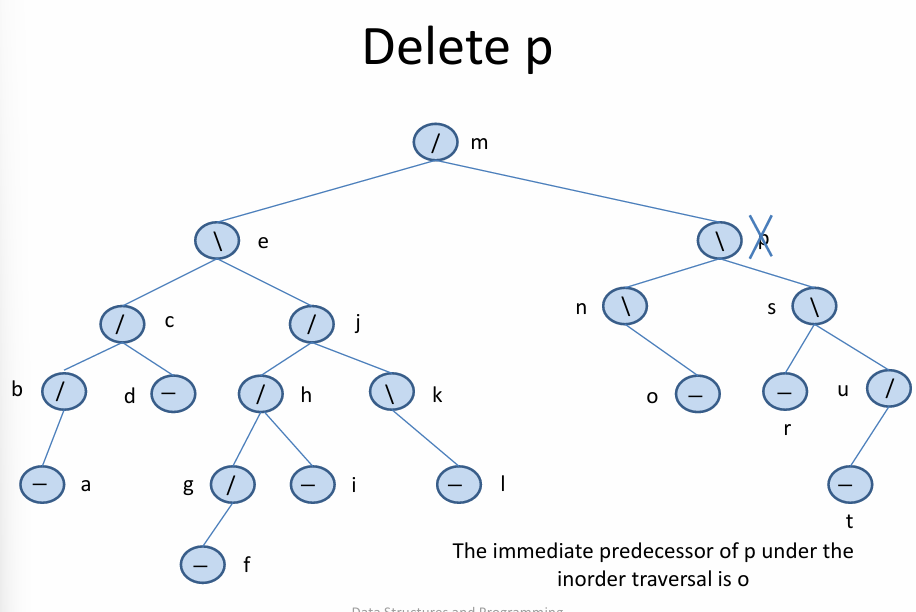 Delete p
/ m
\ e
\ p
/ c
/ j
n \
s \
b /
d –
/ h
\ k
o –
– r
u /
– a
g /
– i
– l
– t
– f
The immediate predecessor of p under the
inorder traversal is o
Data Structures and Programming